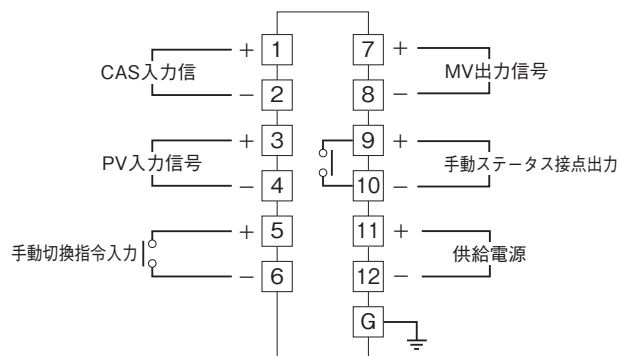 + 1
CAS入力信
− 2
+ 3
PV入力信号
− 4
+ 5
手動切換指令入力
− 6
7 +
MV出力信号
8 −
9 +
手動ステータス接点出力
10 −
11 +
供給電源
12 −
G